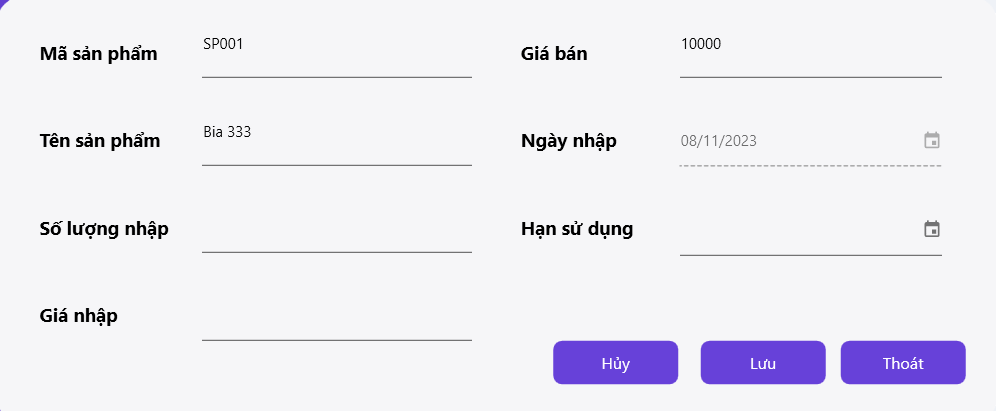 Mã sản phẩm SP001 Giá bán 10000
Tên sản phẩm Bia 333 Ngày nhập 08/11/2023
Số lượng nhập Hạn sử dụng
Giá nhập
Hủy Lưu Thoát